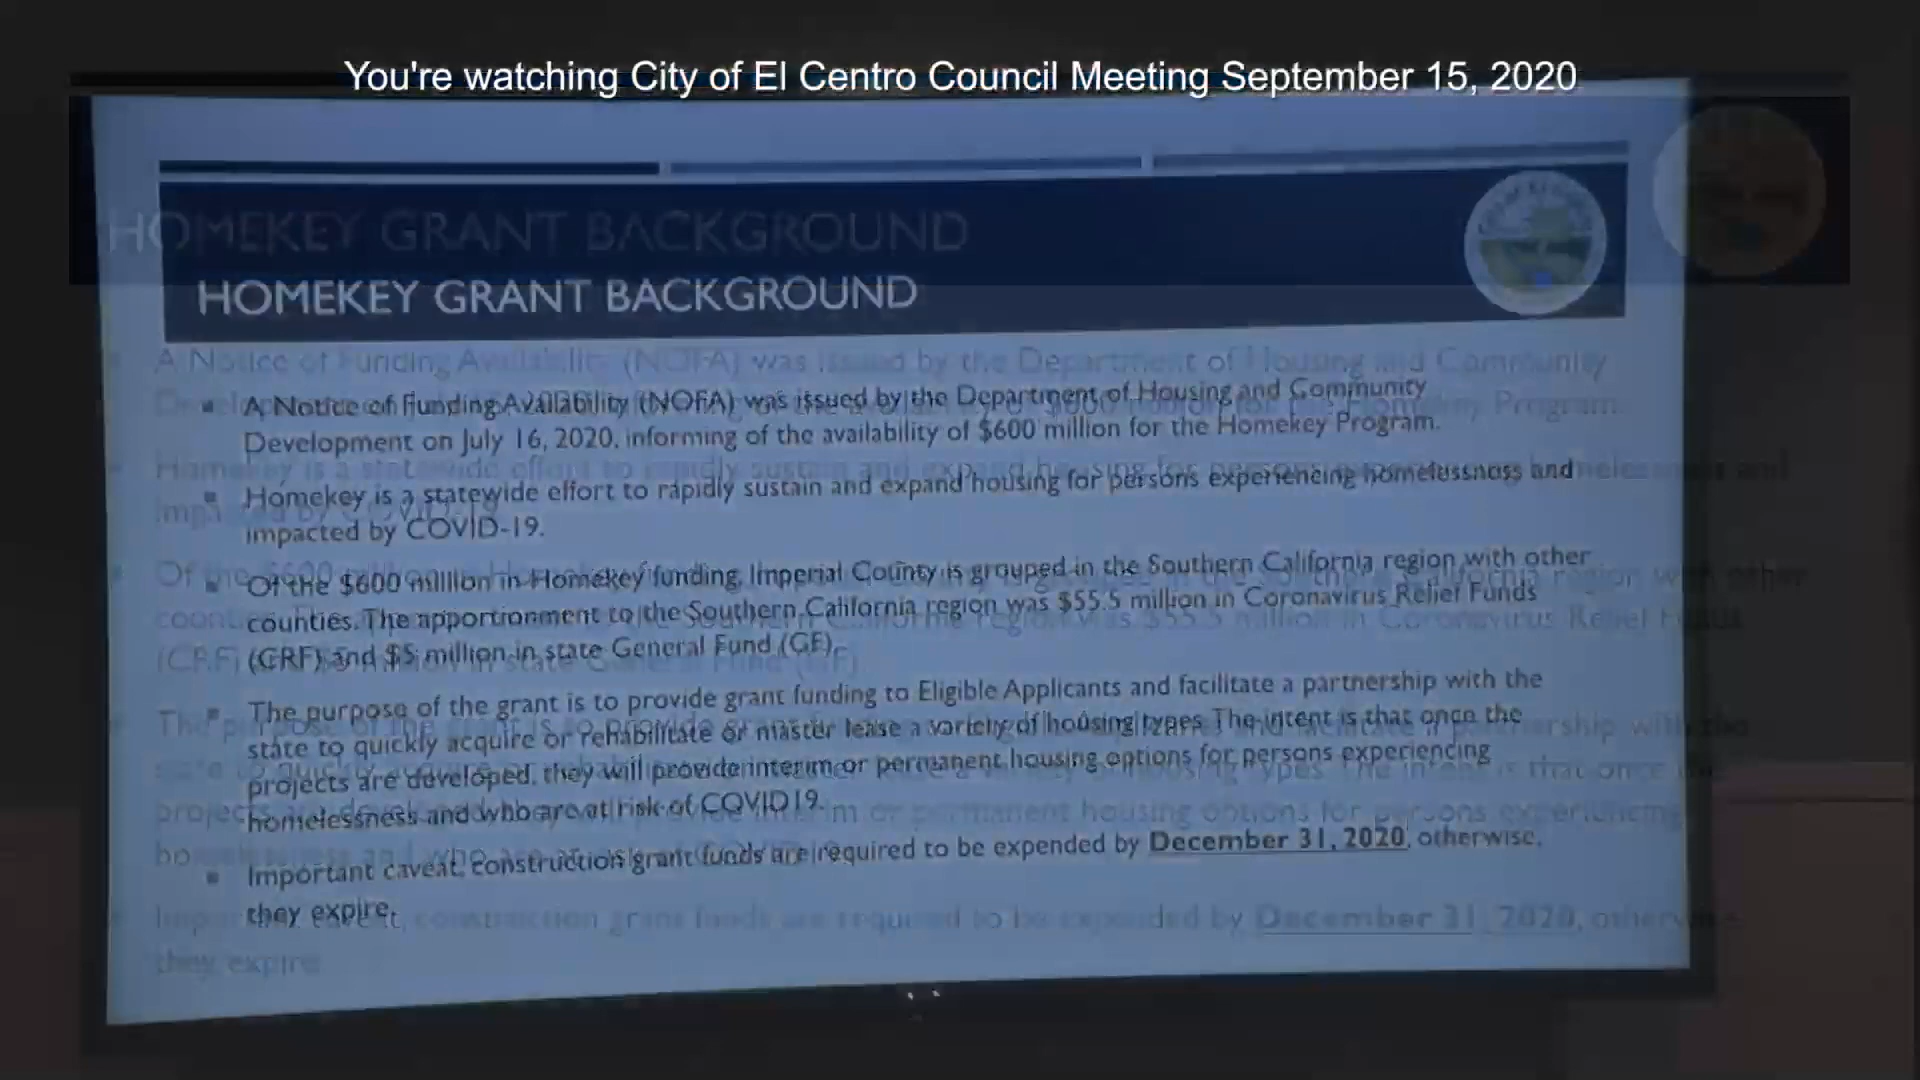 You're watching City of El Centro Council Meeting September 15, 2020
HOMEKEY GRANT BACKGROUND
HOMEKEY GRANT BACKGROUND
A Notice of Funding Availability (NOFA) was issued by the Department of Housing and Community
Development on July 16, 2020, informing of the availability of $600 million for the Homekey Program.
Homekey is a statewide effort to rapidly sustain and expand housing for persons experiencing homelessness and
impacted by COVID-19.
Of the $600 million in Homekey funding, Imperial County is grouped in the Southern California region with other
counties. The apportionment to the Southern California region was $55.5 million in Coronavirus Relief Funds
(CRF) and $5 million in state General Fund (GF).
The purpose of the grant is to provide grant funding to Eligible Applicants and facilitate a partnership with the
state to quickly acquire or rehabilitate or master lease a variety of housing types. The intent is that once the
projects are developed, they will provide interim or permanent housing options for persons experiencing
homelessness and who are at risk of COVID19.
Important caveat, construction grant funds are required to be expended by December 31, 2020, otherwise,
they expire.